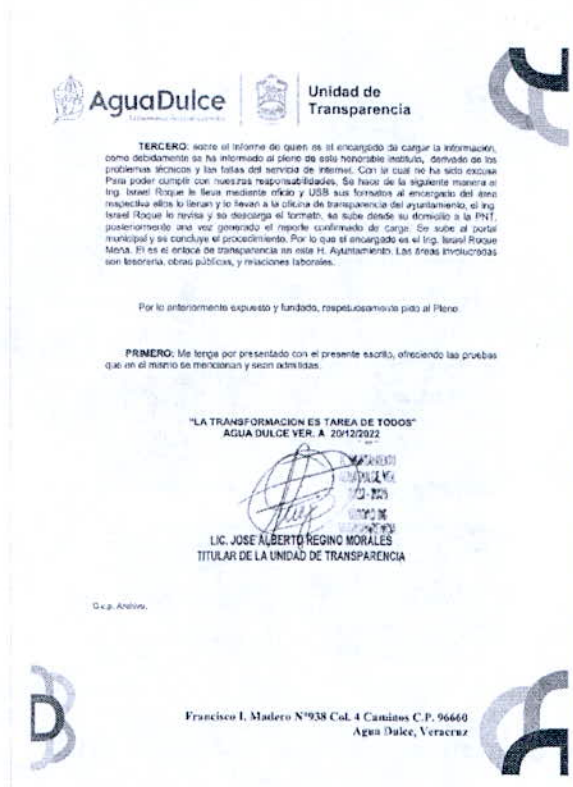 AguaDulce
Unidad de
Transparencia
TERCERO: sobre el Informe de quien es el encargado de cargar la información,
como debidamente se ha informado al pleno de este honorable instituto, derivado de los
problemas técnicos y las fallas del servicio de internet. Con la cual no ha sido excusa
Para poder cumplir con nuestras responsabilidades. Se hace de la siguiente manera el
Ing. Israel Roque le lleva mediante oficio y USB sus formatos al encargado del área
respectiva ellos lo llenan y lo llevan a la oficina de transparencia del ayuntamiento, el ing
Israel Roque lo revisa y se descarga el formato, se sube desde su domicilio a la PNT,
posteriormente una vez generado el reporte confirmado de carga. Se sube al portal
municipal y se concluye el procedimiento. Por lo que el encargado es el Ing. Israel Roque
Mena. El es el enlace de transparencia en este H. Ayuntamiento. Las áreas involucradas
son tesorería, obras públicas, y relaciones laborales.
Por lo anteriormente expuesto y fundado, respetuosamente pido al Pleno
PRIMERO: Me tenga por presentado con el presente escrito, ofreciendo las pruebas
que en el mismo se mencionan y sean admitidas.
"LA TRANSFORMACION ES TAREA DE TODOS"
AGUA DULCE VER. A 20/12/2022
LIC. JOSE ALBERTO REGINO MORALES
TITULAR DE LA UNIDAD DE TRANSPARENCIA
C.c.p. Archivo.
Francisco I. Madero N°938 Col. 4 Caminos C.P. 96660
Agua Dulce, Veracruz